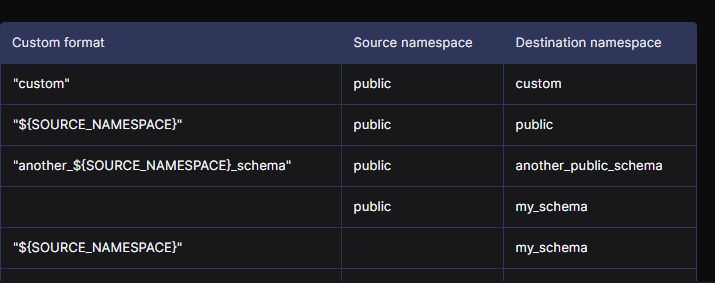 Custom format Source namespace Destination namespace
"custom" public custom
"${SOURCE_NAMESPACE}" public public
"another_${SOURCE_NAMESPACE}_schema" public another_public_schema
public my_schema
"${SOURCE_NAMESPACE}" my_schema